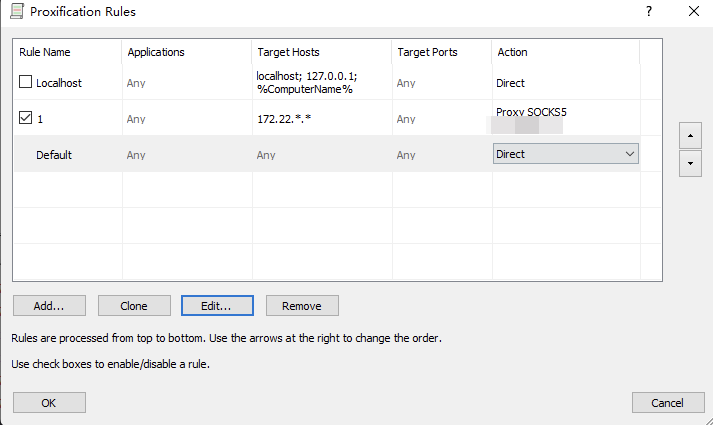 Proxification Rules
Rule Name Applications Target Hosts Target Ports Action
Localhost Any localhost; 127.0.0.1; %ComputerName% Any Direct
1 Any 172.22.*.* Any Proxy SOCKS5
Default Any Any Any Direct
Add... Clone Edit... Remove
Rules are processed from top to bottom. Use the arrows at the right to change the order.
Use check boxes to enable/disable a rule.
OK Cancel